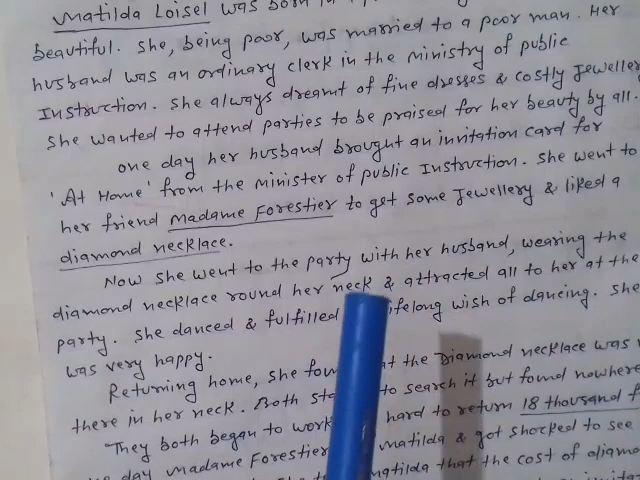 Matilda Loisel was born in
beautiful. She, being poor, was married to a poor man. Her
husband was an ordinary clerk in the ministry of public
Instruction. She always dreamt of fine dresses & costly Jeweller
She wanted to attend parties to be praised for her beauty by all.
one day her husband brought an invitation card for
'At Home' from the minister of public Instruction. She went to
her friend Madame Forestier to get some Jewellery & liked a
diamond necklace.
Now she went to the party with her husband, wearing the
diamond necklace round her neck & attracted all to her at the
party. She danced & fulfilled lifelong wish of dancing. She
was very happy.
Returning home, she fou at the Diamond necklace was
there in her neck. Both sta to search it but found nowhere
They both began to work hard to return 18 thousand f
day Madame Forestier matilda & got shocked to see
matilda that the cost of diamo